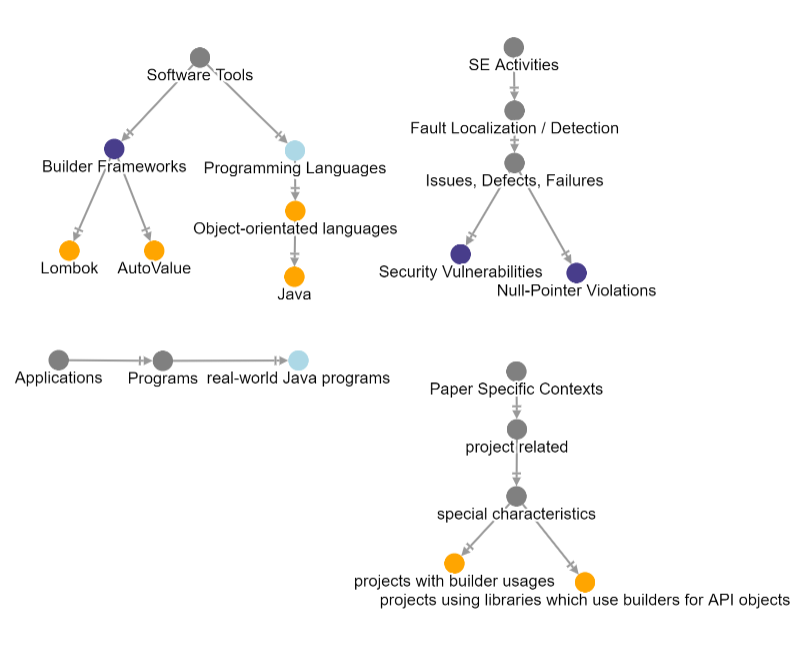 Software Tools
Builder Frameworks
Programming Languages
Object-orientated languages
Lombok
AutoValue
Java
SE Activities
Fault Localization / Detection
Issues, Defects, Failures
Security Vulnerabilities
Null-Pointer Violations
Applications
Programs
real-world Java programs
Paper Specific Contexts
project related
special characteristics
projects with builder usages
projects using libraries which use builders for API objects